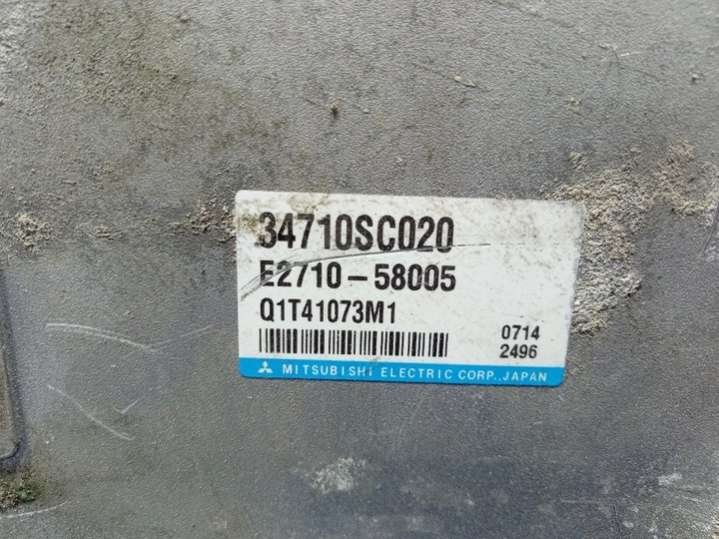 34710SC020
E2710-58005
Q1T41073M1
0714
2496
MITSUBISHI ELECTRIC CORP., JAPAN